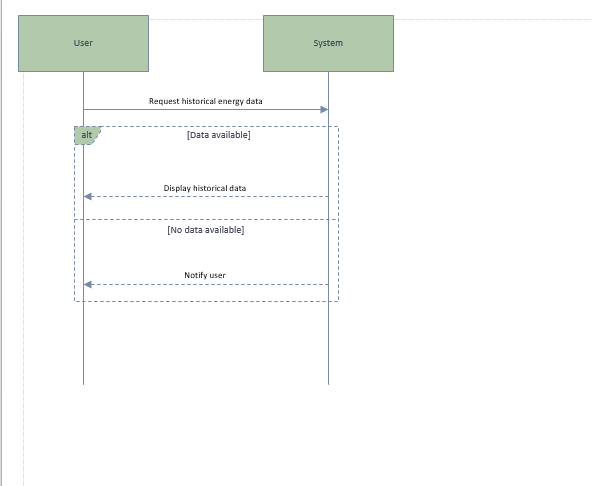 User
System
Request historical energy data
alt
[Data available]
Display historical data
[No data available]
Notify user